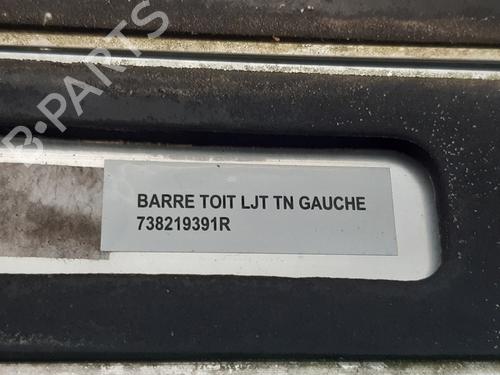 B-PARTS
BARRE TOIT LJT TN GAUCHE
738219391R